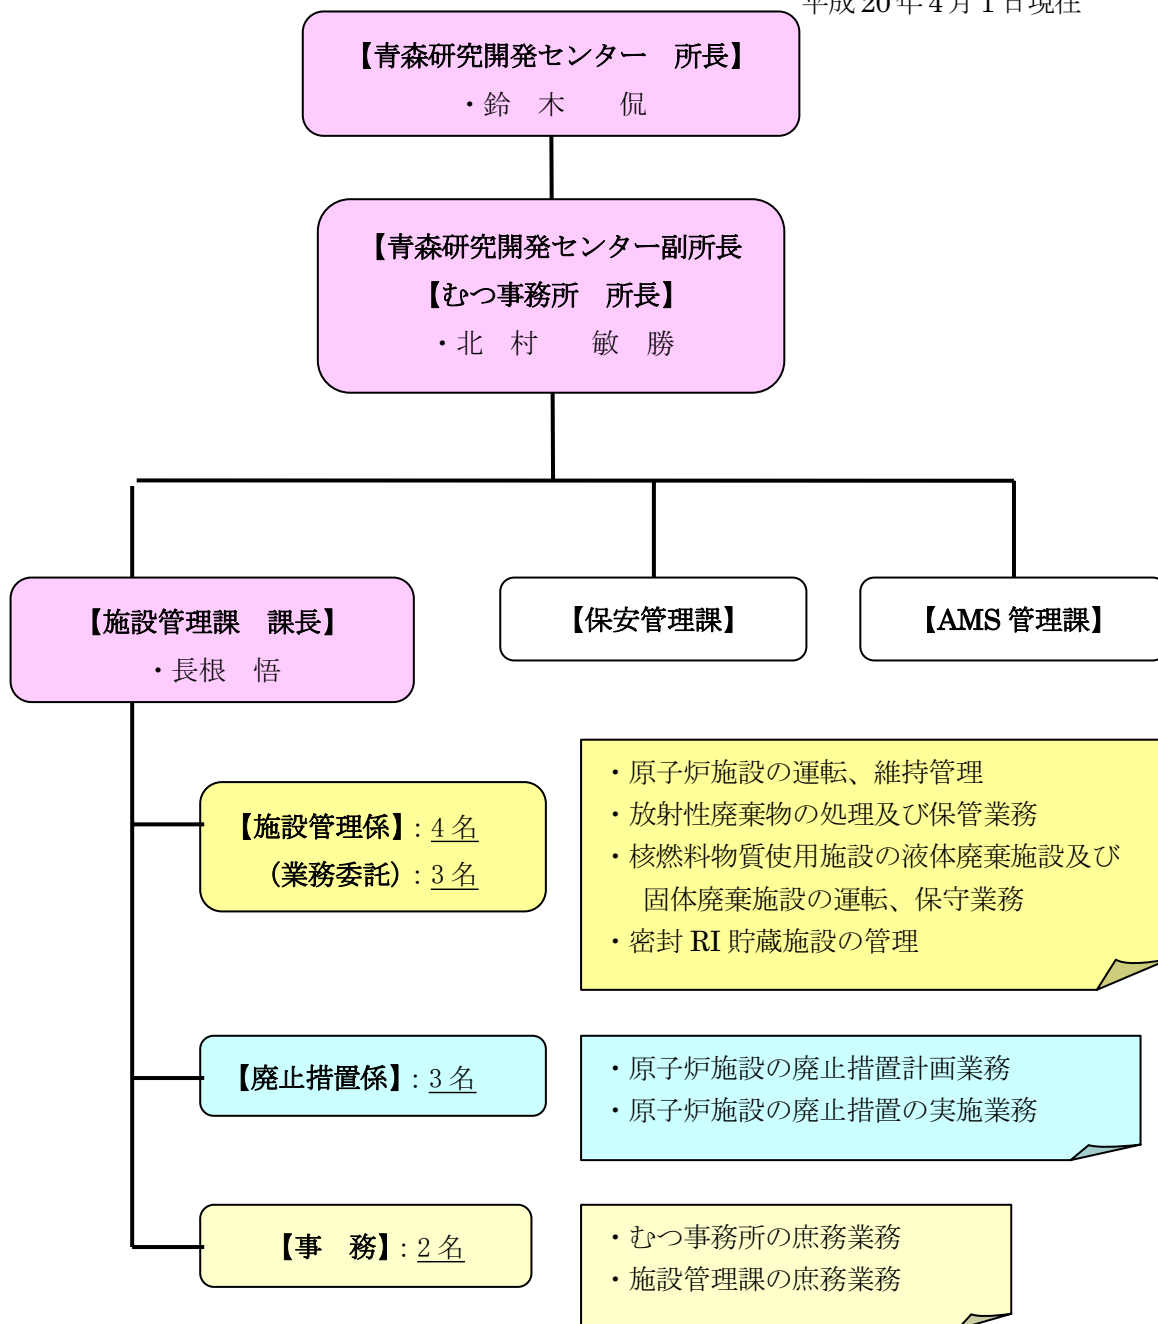 平成 20 年 4 月 1 日現在
【青森研究開発センター　所長】
・鈴　木　　侃
【青森研究開発センター副所長
【むつ事務所　所長】
・北　村　　敏　勝
【施設管理課　課長】
・長根　悟
【保安管理課】
【AMS 管理課】
【施設管理係】: 4 名
（業務委託）: 3 名
・原子炉施設の運転、維持管理
・放射性廃棄物の処理及び保管業務
・核燃料物質使用施設の液体廃棄施設及び
固体廃棄施設の運転、保守業務
・密封 RI 貯蔵施設の管理
【廃止措置係】: 3 名
・原子炉施設の廃止措置計画業務
・原子炉施設の廃止措置の実施業務
【事　務】: 2 名
・むつ事務所の庶務業務
・施設管理課の庶務業務